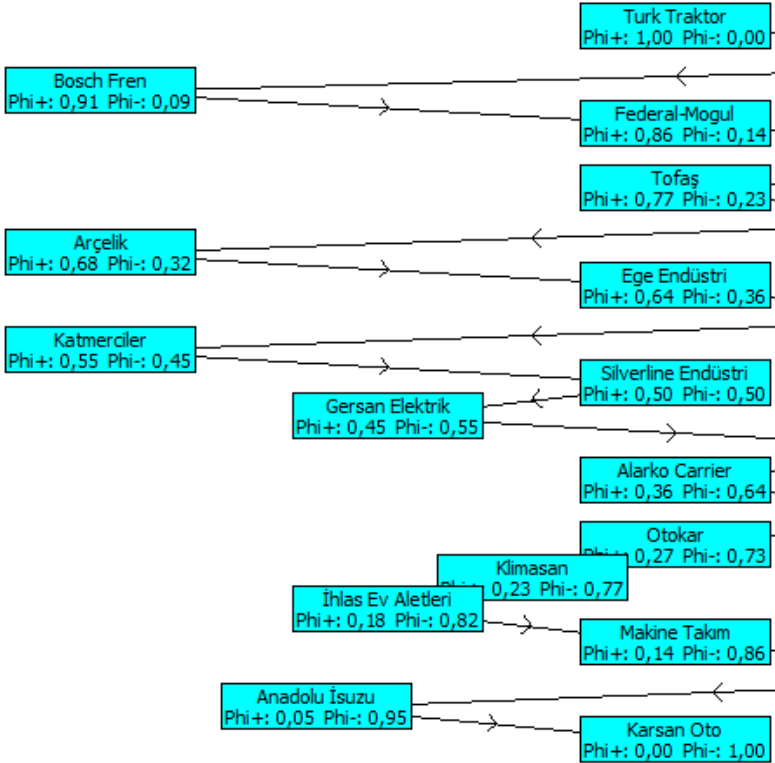 Turk Traktor
Phi+: 1,00 Phi-: 0,00
Bosch Fren
Phi+: 0,91 Phi-: 0,09
Federal-Mogul
Phi+: 0,86 Phi-: 0,14
Tofaş
Phi+: 0,77 Phi-: 0,23
Arçelik
Phi+: 0,68 Phi-: 0,32
Ege Endüstri
Phi+: 0,64 Phi-: 0,36
Katmerciler
Phi+: 0,55 Phi-: 0,45
Silverline Endüstri
Phi+: 0,50 Phi-: 0,50
Gersan Elektrik
Phi+: 0,45 Phi-: 0,55
Alarko Carrier
Phi+: 0,36 Phi-: 0,64
Otokar
0,27 Phi-: 0,73
Klimasan
0,23 Phi-: 0,77
İhlas Ev Aletleri
Phi+: 0,18 Phi-: 0,82
Makine Takım
Phi+: 0,14 Phi-: 0,86
Anadolu İsuzu
Phi+: 0,05 Phi-: 0,95
Karsan Oto
Phi+: 0,00 Phi-: 1,00